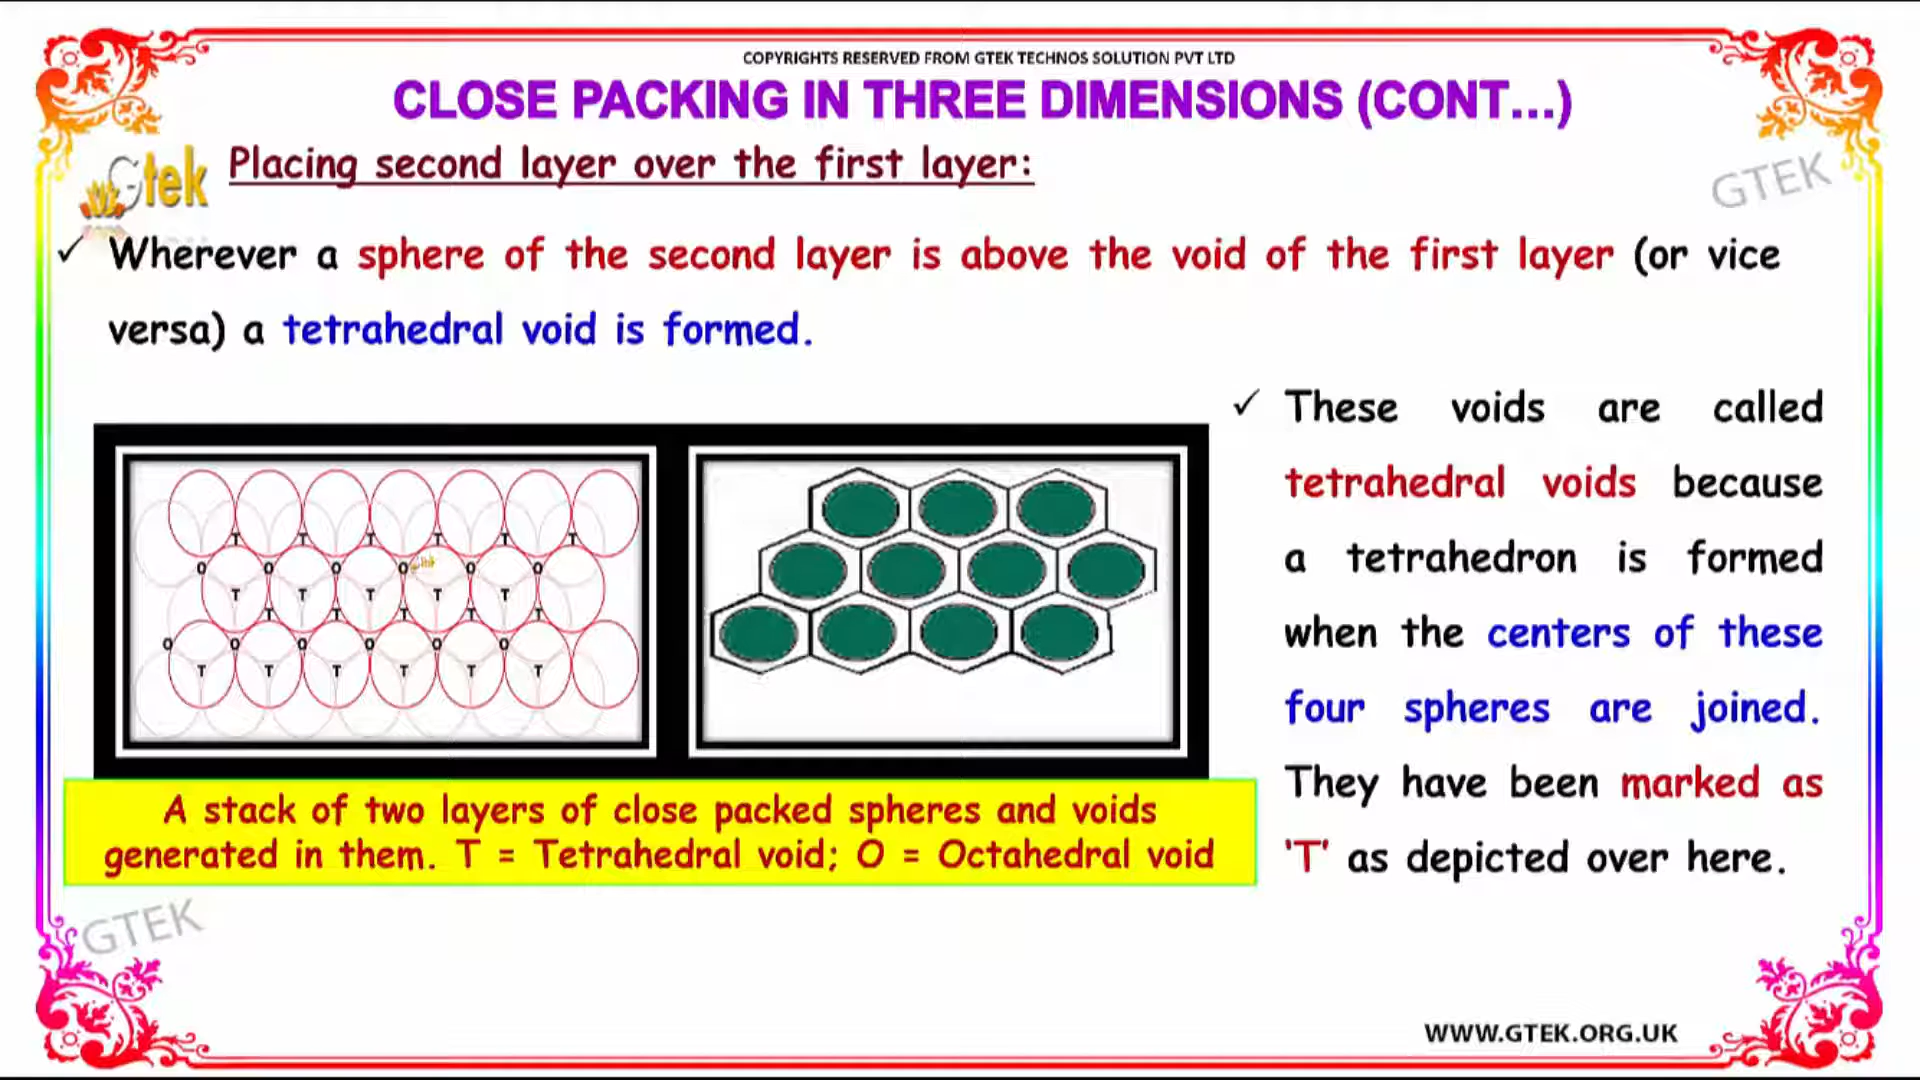 COPYRIGHTS RESERVED FROM GTEK TECHNOS SOLUTION PVT LTD
CLOSE PACKING IN THREE DIMENSIONS (CONT...)
Gtek
Placing second layer over the first layer:
GTEK
✓ Wherever a sphere of the second layer is above the void of the first layer (or vice
versa) a tetrahedral void is formed.
✓ These voids are called
tetrahedral voids because
a tetrahedron is formed
when the centers of these
four spheres are joined.
They have been marked as
'T' as depicted over here.
T T T T T T
O O O O O O
T T T T T
T T T T T
O O O O O O
T T T T T T
A stack of two layers of close packed spheres and voids
generated in them. T = Tetrahedral void; O = Octahedral void
GTEK
WWW.GTEK.ORG.UK